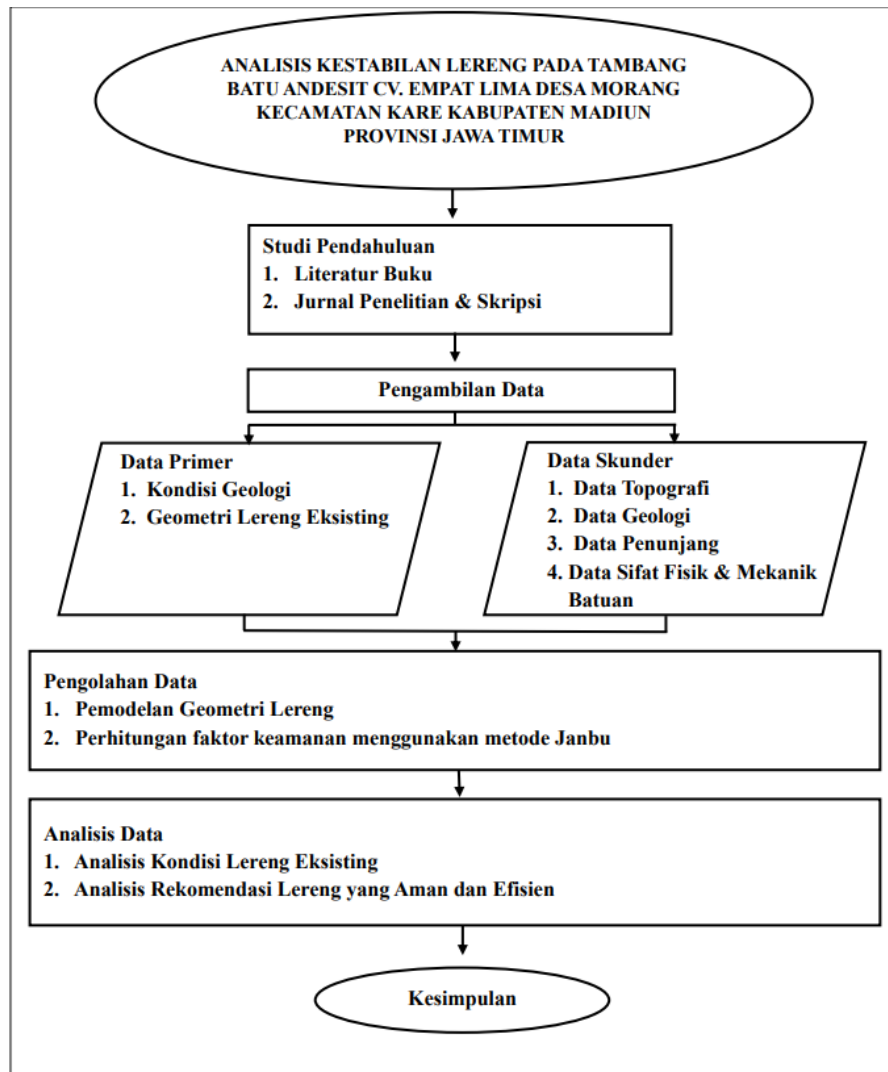 ANALISIS KESTABILAN LERENG PADA TAMBANG
BATU ANDESIT CV. EMPAT LIMA DESA MORANG
KECAMATAN KARE KABUPATEN MADIUN
PROVINSI JAWA TIMUR
Studi Pendahuluan
1. Literatur Buku
2. Jurnal Penelitian & Skripsi
Pengambilan Data
Data Primer
1. Kondisi Geologi
2. Geometri Lereng Eksisting
Data Skunder
1. Data Topografi
2. Data Geologi
3. Data Penunjang
4. Data Sifat Fisik & Mekanik
Batuan
Pengolahan Data
1. Pemodelan Geometri Lereng
2. Perhitungan faktor keamanan menggunakan metode Janbu
Analisis Data
1. Analisis Kondisi Lereng Eksisting
2. Analisis Rekomendasi Lereng yang Aman dan Efisien
Kesimpulan